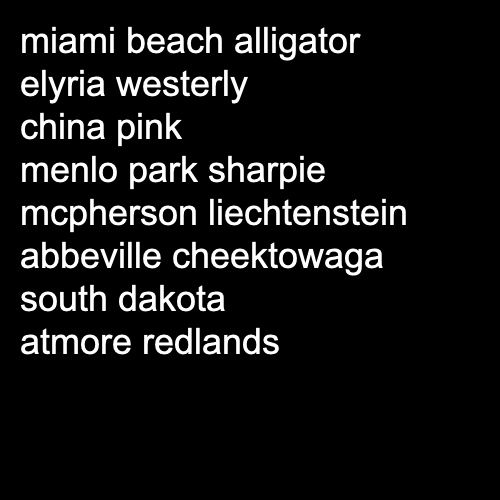 miami beach alligator
elyria westerly
china pink
menlo park sharpie
mcpherson liechtenstein
abbeville cheektowaga
south dakota
atmore redlands